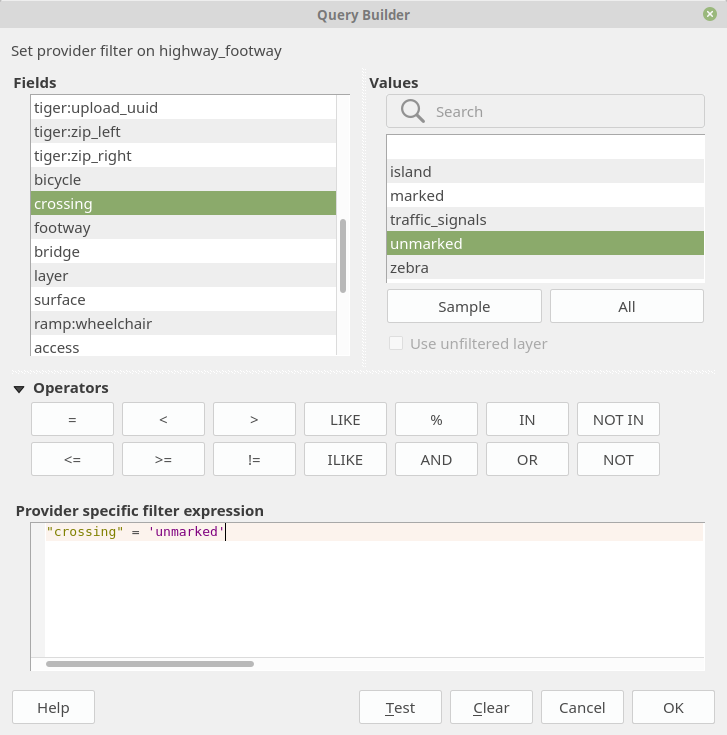 Query Builder
Set provider filter on highway_footway
Fields
tiger:upload_uuid
tiger:zip_left
tiger:zip_right
bicycle
crossing
footway
bridge
layer
surface
ramp:wheelchair
access
Values
Search
island
marked
traffic_signals
unmarked
zebra
Sample All
Use unfiltered layer
Operators
= < > LIKE % IN NOT IN
<= >= != ILIKE AND OR NOT
Provider specific filter expression
"crossing" = 'unmarked'
Help Test Clear Cancel OK